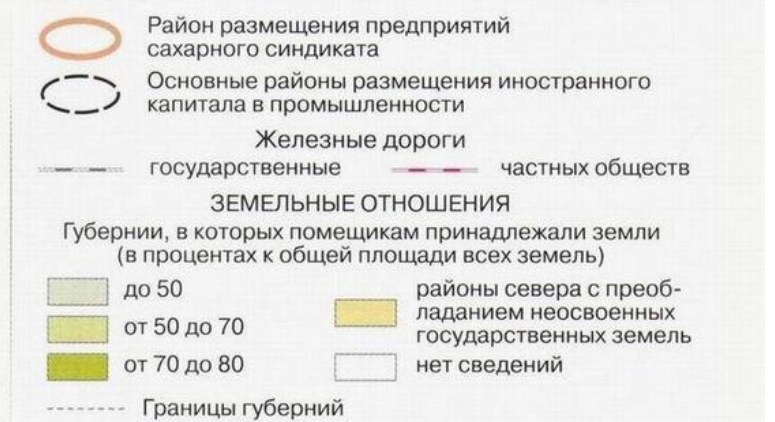 Район размещения предприятий
сахарного синдиката
Основные районы размещения иностранного
капитала в промышленности
Железные дороги
государственные
частных обществ
ЗЕМЕЛЬНЫЕ ОТНОШЕНИЯ
Губернии, в которых помещикам принадлежали земли
(в процентах к общей площади всех земель)
до 50
от 50 до 70
от 70 до 80
районы севера с преоб-
ладанием неосвоенных
государственных земель
нет сведений
Границы губерний